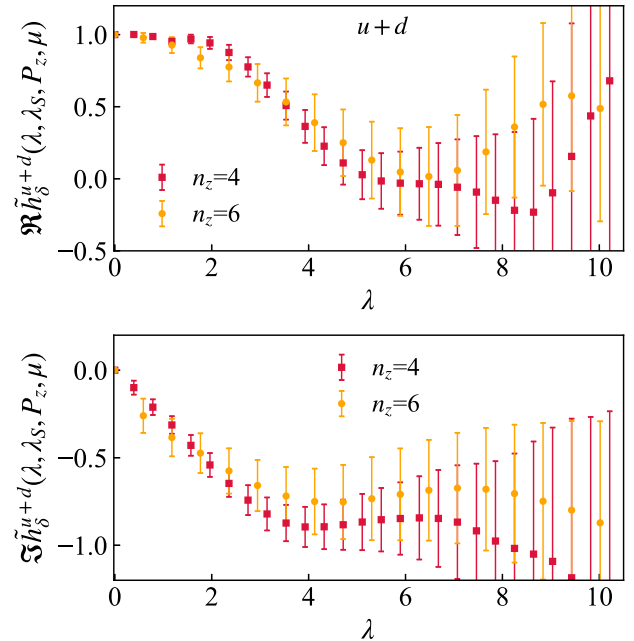 u + d
ℜh̃_δ^{u+d}(λ, λ_S, P_z, μ)
1.0
0.5
0.0
−0.5
n_z=4
n_z=6
0 2 4 6 8 10
λ
ℑh̃_δ^{u+d}(λ, λ_S, P_z, μ)
0.0
−0.5
−1.0
n_z=4
n_z=6
0 2 4 6 8 10
λ